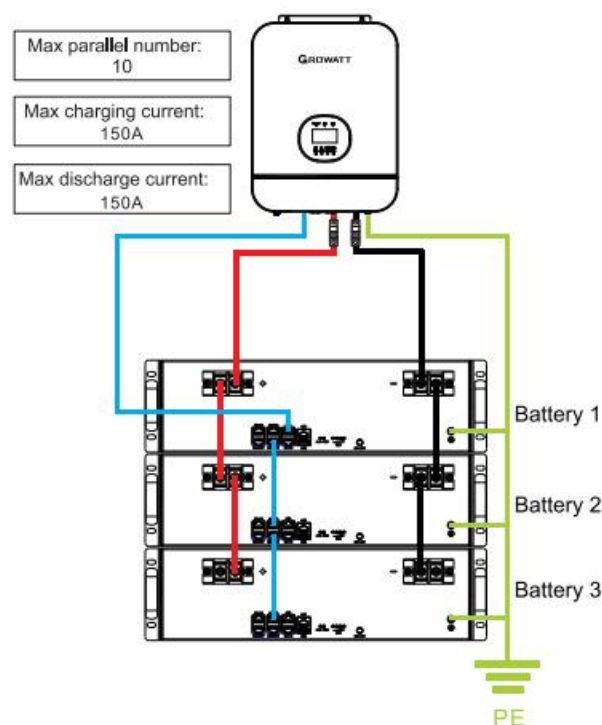 Max parallel number:
10
GROWATT
Max charging current:
150A
Max discharge current:
150A
Battery 1
Battery 2
Battery 3
PE